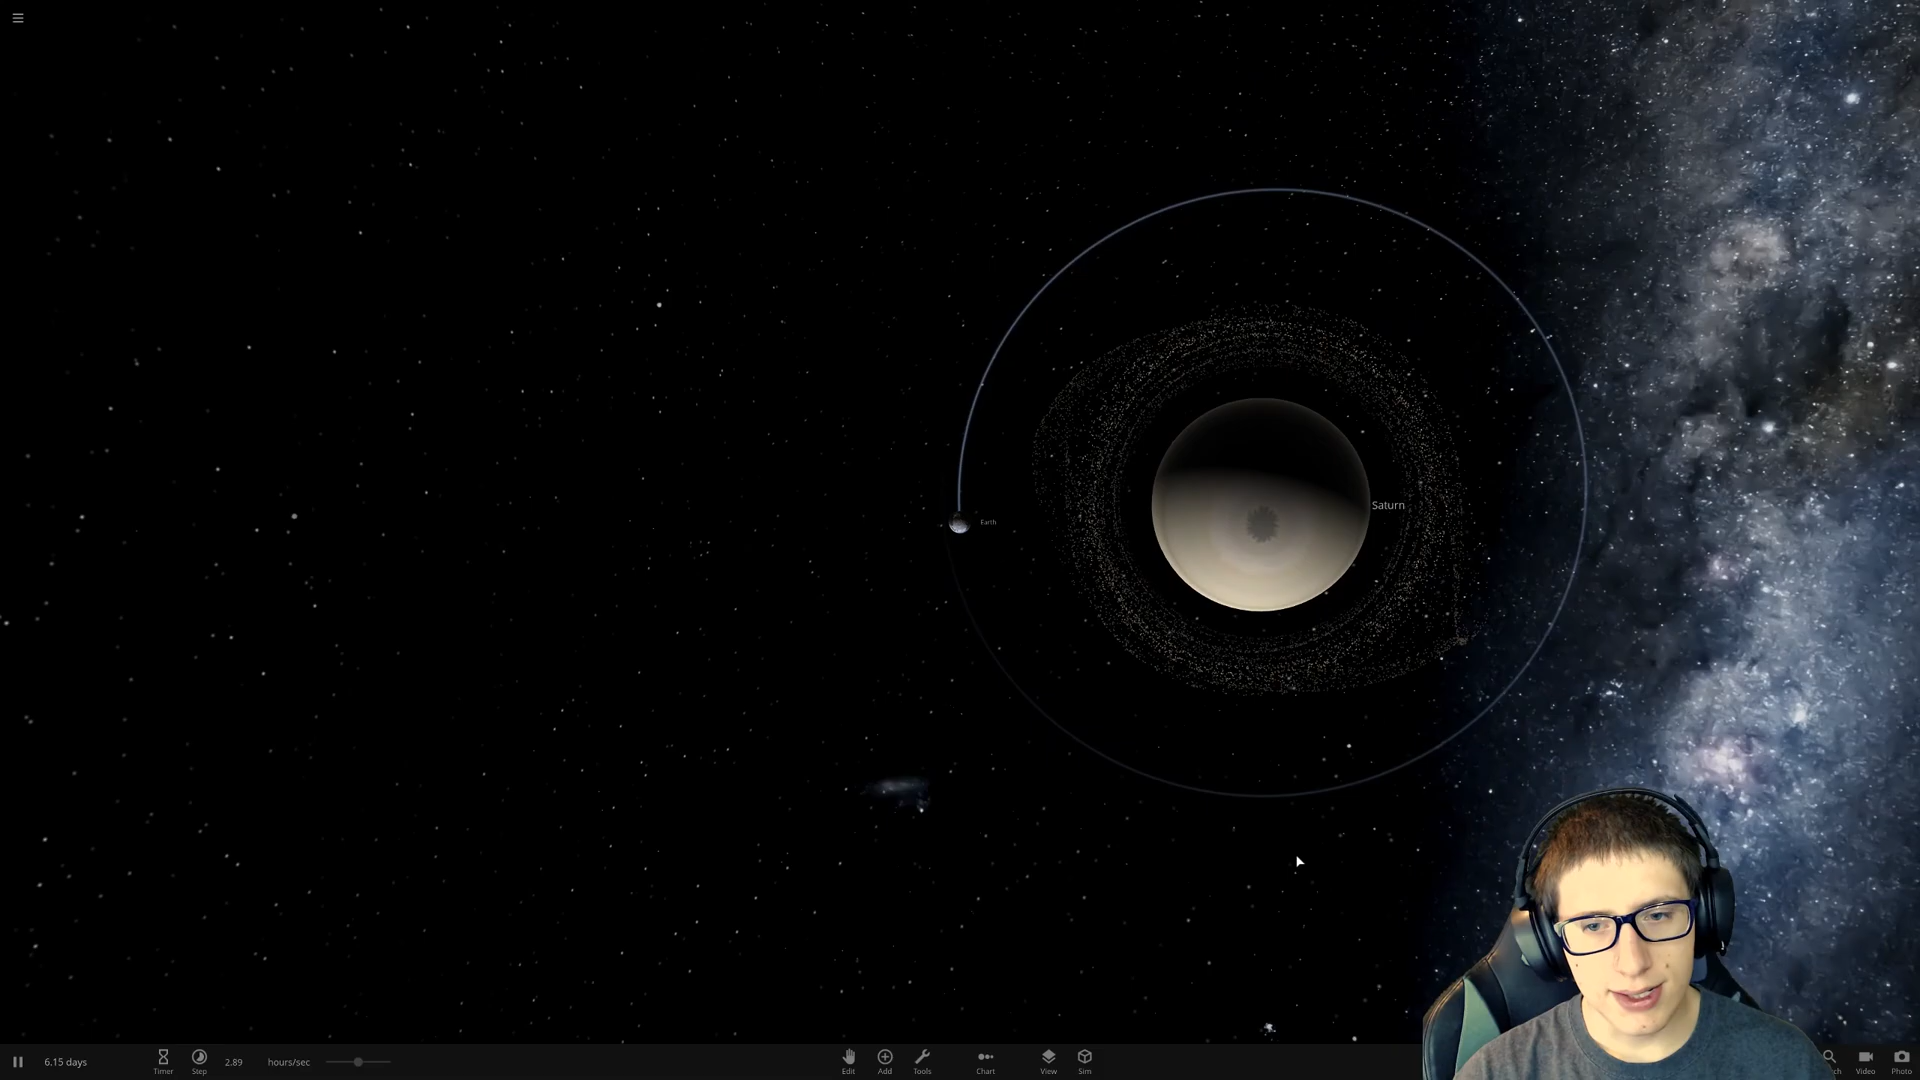 Saturn
Earth
6.15 days
Timer
Step
2.89
hours/sec
Edit
Add
Tools
Chart
View
Sim
Video
Photo